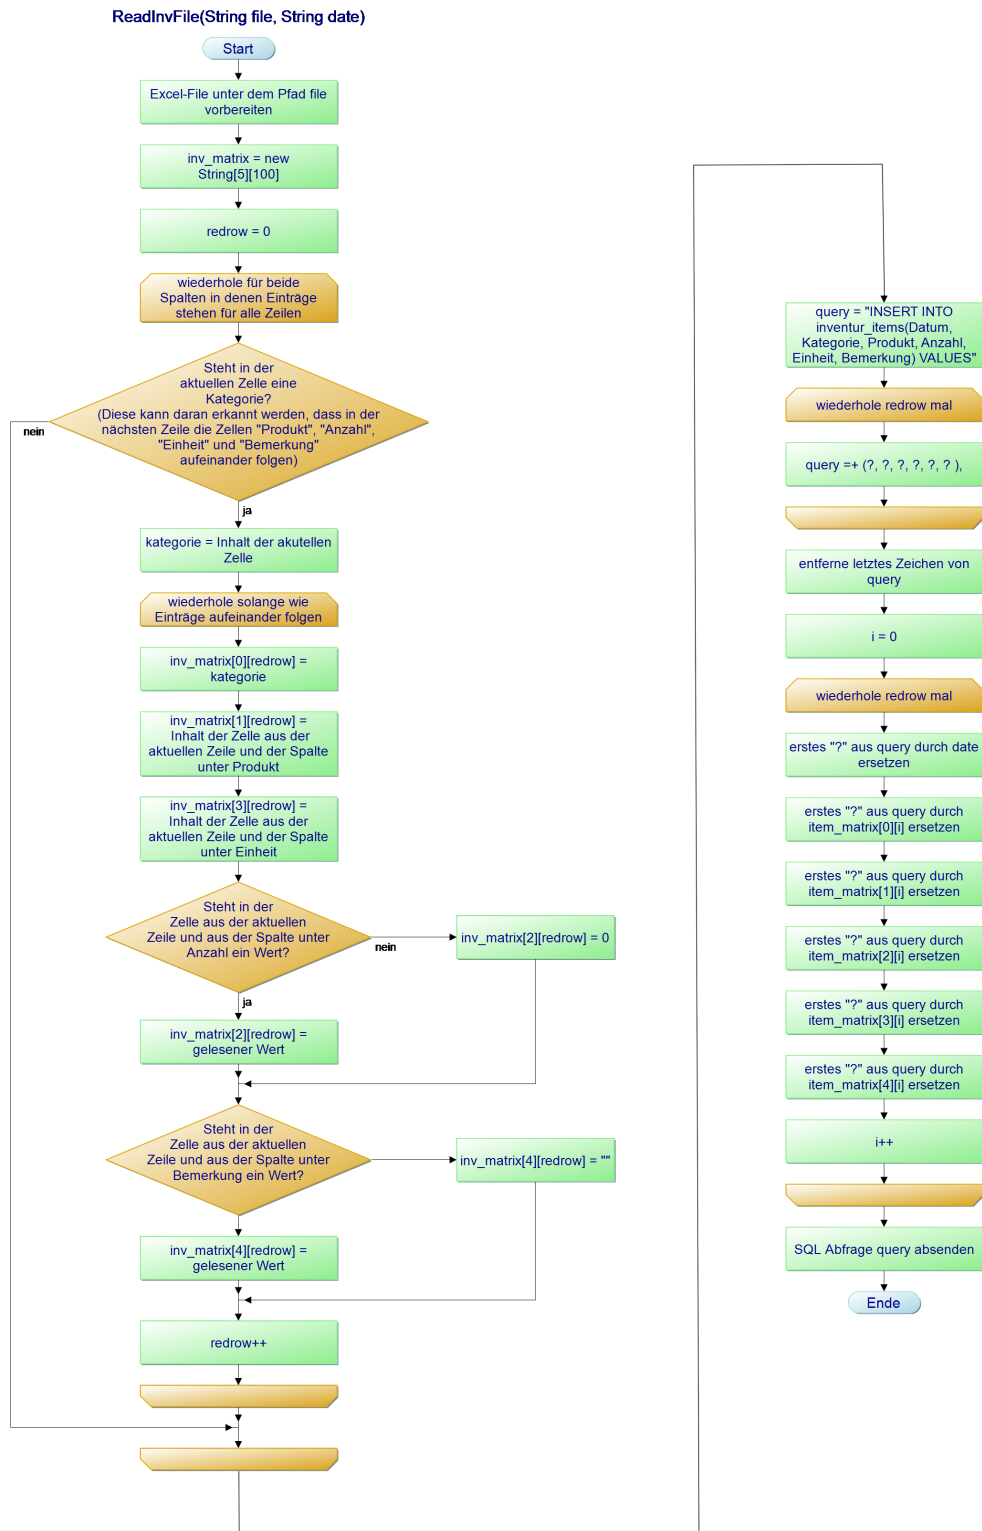 ReadInvFile(String file, String date)
Start
Excel-File unter dem Pfad file
vorbereiten
inv_matrix = new
String[5][100]
redrow = 0
wiederhole für beide
Spalten in denen Einträge
stehen für alle Zeilen
Steht in der
aktuellen Zelle eine
Kategorie?
(Diese kann daran erkannt werden, dass in der
nächsten Zeile die Zellen "Produkt", "Anzahl",
"Einheit" und "Bemerkung"
aufeinander folgen)
nein
ja
kategorie = Inhalt der akutellen
Zelle
wiederhole solange wie
Einträge aufeinander folgen
inv_matrix[0][redrow] =
kategorie
inv_matrix[1][redrow] =
Inhalt der Zelle aus der
aktuellen Zeile und der Spalte
unter Produkt
inv_matrix[3][redrow] =
Inhalt der Zelle aus der
aktuellen Zeile und der Spalte
unter Einheit
Steht in der
Zelle aus der aktuellen
Zeile und aus der Spalte unter
Anzahl ein Wert?
nein
inv_matrix[2][redrow] = 0
ja
inv_matrix[2][redrow] =
gelesener Wert
Steht in der
Zelle aus der aktuellen
Zeile und aus der Spalte unter
Bemerkung ein Wert?
inv_matrix[4][redrow] = ""
inv_matrix[4][redrow] =
gelesener Wert
redrow++
query = "INSERT INTO
inventur_items(Datum,
Kategorie, Produkt, Anzahl,
Einheit, Bemerkung) VALUES"
wiederhole redrow mal
query =+ (?, ?, ?, ?, ?, ? ),
entferne letztes Zeichen von
query
i = 0
wiederhole redrow mal
erstes "?" aus query durch date
ersetzen
erstes "?" aus query durch
item_matrix[0][i] ersetzen
erstes "?" aus query durch
item_matrix[1][i] ersetzen
erstes "?" aus query durch
item_matrix[2][i] ersetzen
erstes "?" aus query durch
item_matrix[3][i] ersetzen
erstes "?" aus query durch
item_matrix[4][i] ersetzen
i++
SQL Abfrage query absenden
Ende